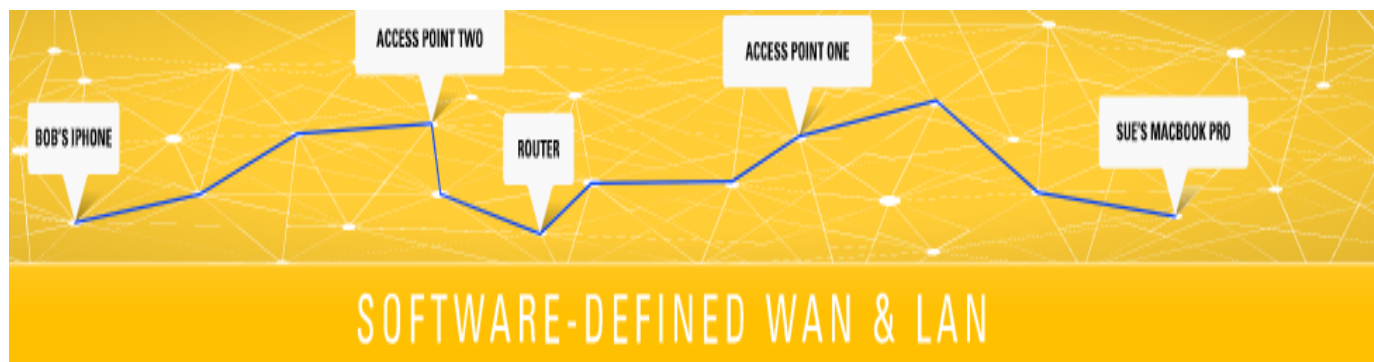 ACCESS POINT TWO
ACCESS POINT ONE
BOB'S IPHONE
ROUTER
SUE'S MACBOOK PRO
SOFTWARE-DEFINED WAN & LAN